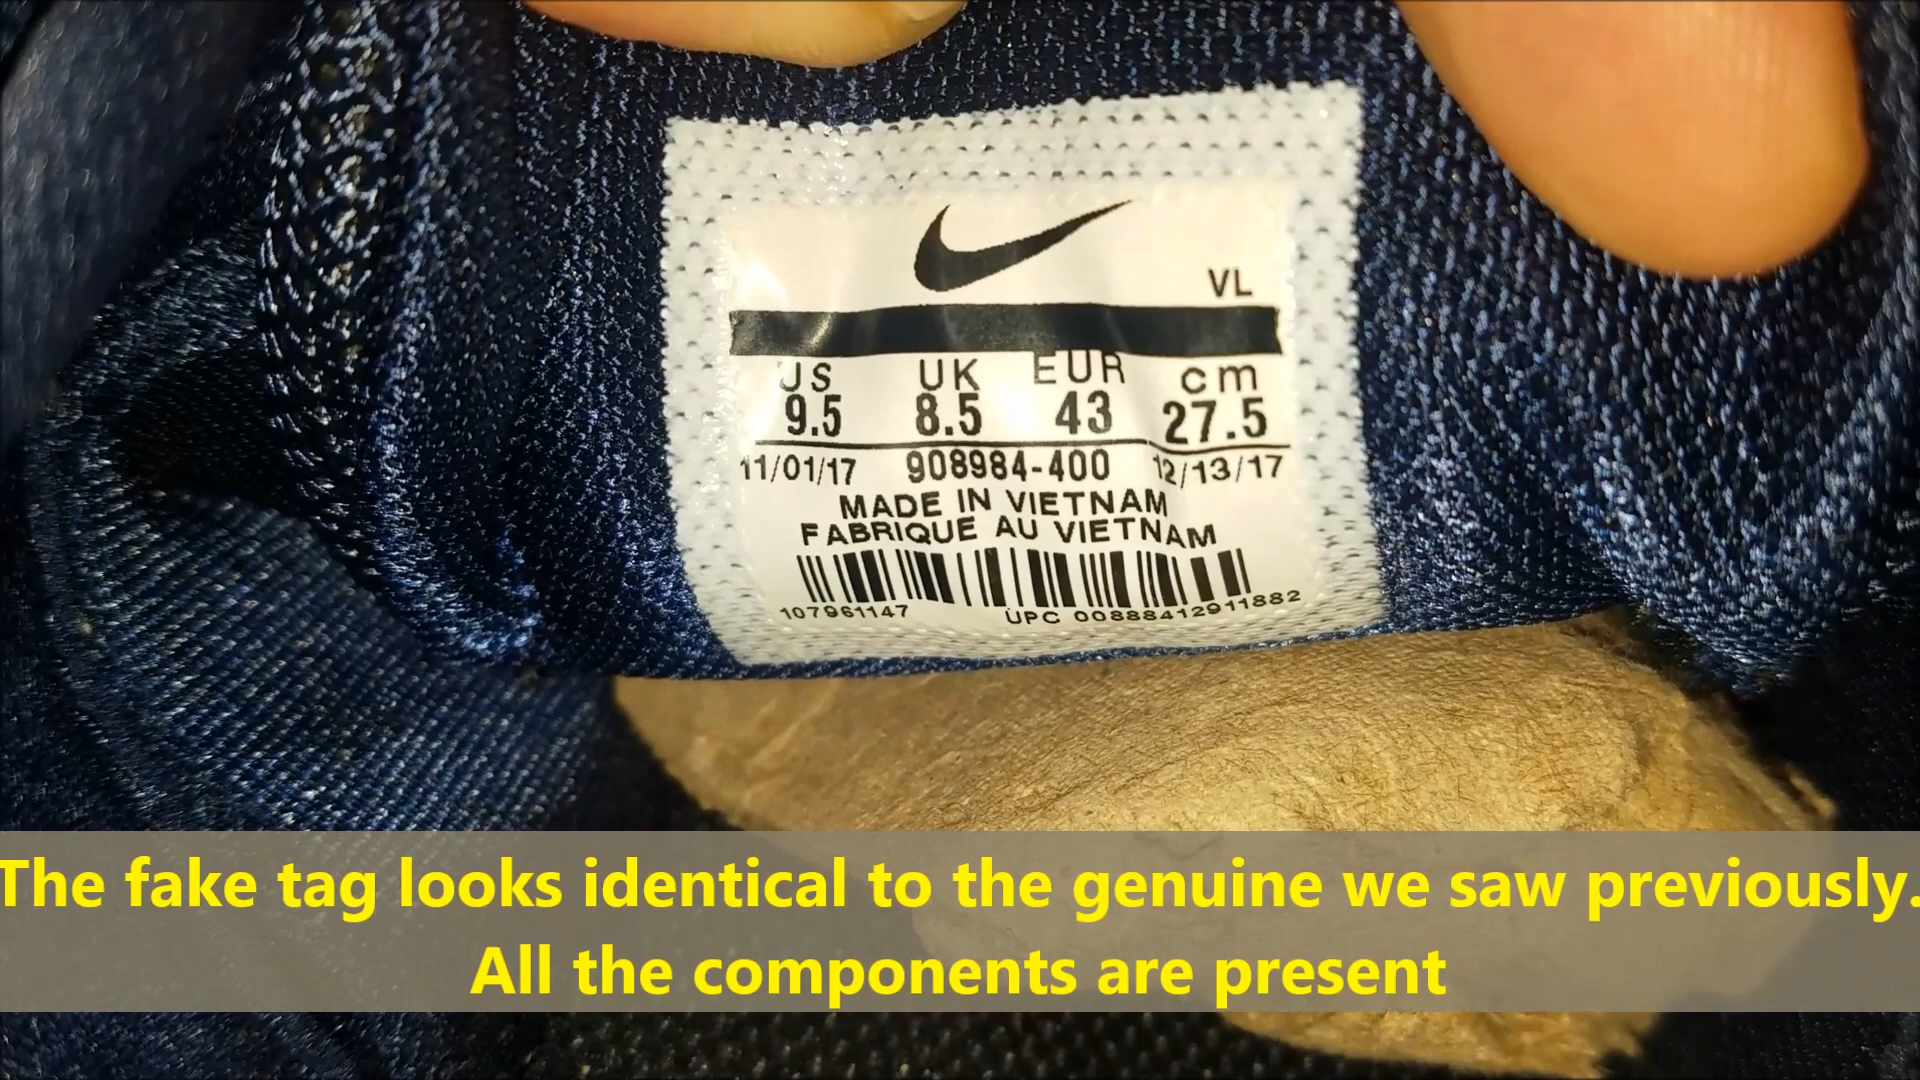 VL
US UK EUR cm
9.5 8.5 43 27.5
11/01/17 908984-400 12/13/17
MADE IN VIETNAM
FABRIQUE AU VIETNAM
107961147 UPC 00888412911882
The fake tag looks identical to the genuine we saw previously.
All the components are present